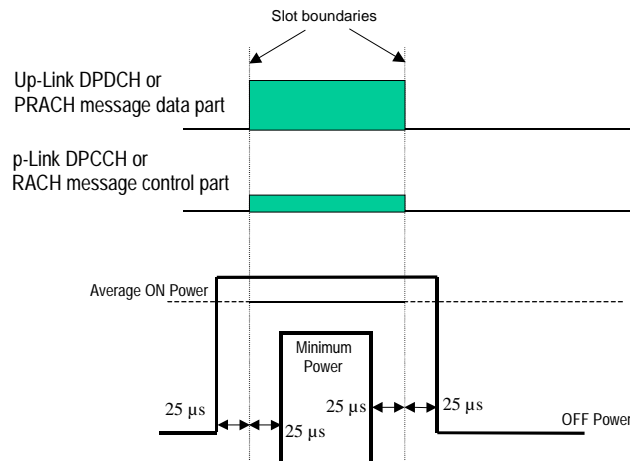 Slot boundaries
Up-Link DPDCH or
PRACH message data part
p-Link DPCCH or
RACH message control part
Average ON Power
Minimum
Power
25 µs
25 µs
25 µs
25 µs
OFF Power